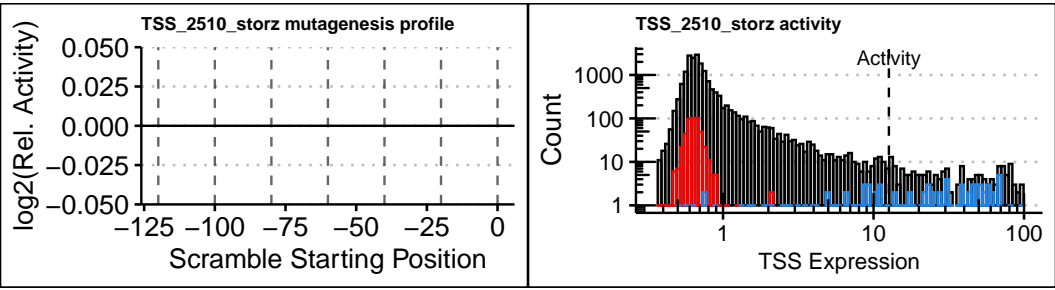 TSS_2510_storz mutagenesis profile
log2(Rel. Activity)
0.050
0.025
0.000
−0.025
−0.050
−125 −100 −75 −50 −25 0
Scramble Starting Position
TSS_2510_storz activity
Activity
Count
1000
100
10
1
1 10 100
TSS Expression